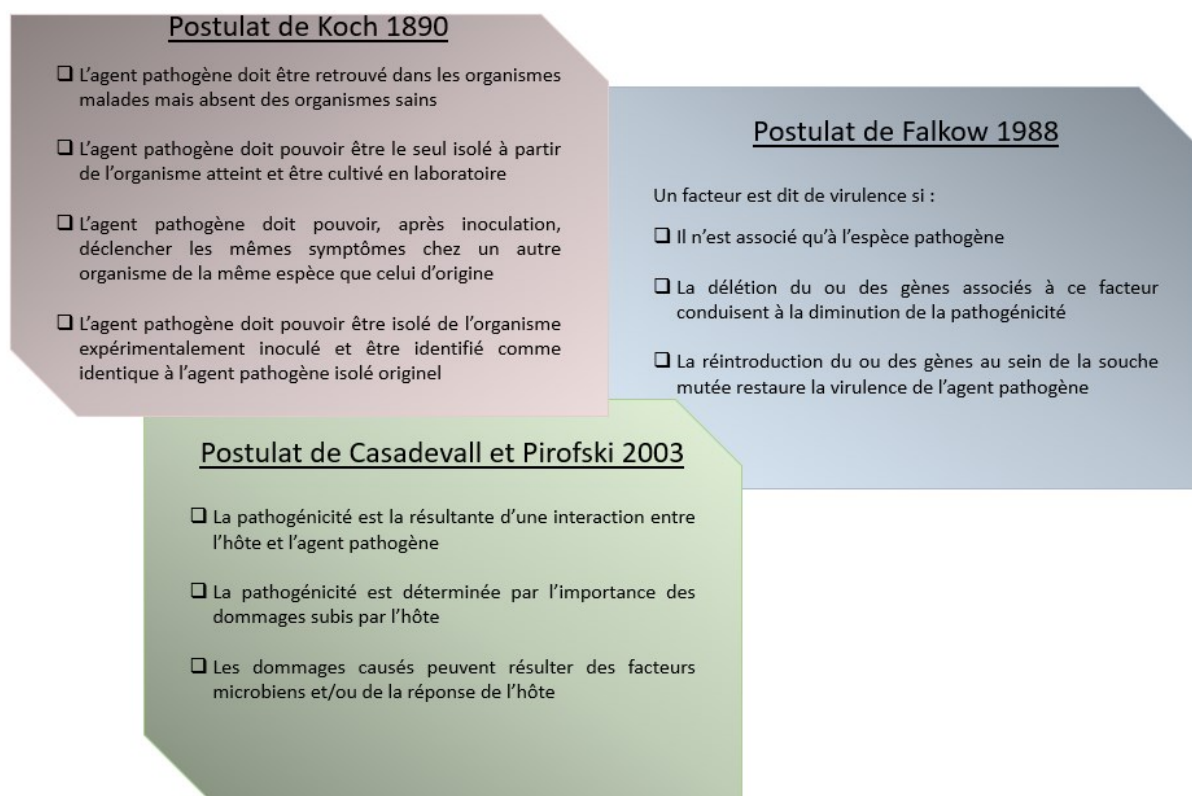 Postulat de Koch 1890
❑ L'agent pathogène doit être retrouvé dans les organismes
malades mais absent des organismes sains
❑ L'agent pathogène doit pouvoir être le seul isolé à partir
de l'organisme atteint et être cultivé en laboratoire
❑ L'agent pathogène doit pouvoir, après inoculation,
déclencher les mêmes symptômes chez un autre
organisme de la même espèce que celui d'origine
❑ L'agent pathogène doit pouvoir être isolé de l'organisme
expérimentalement inoculé et être identifié comme
identique à l'agent pathogène isolé originel
Postulat de Falkow 1988
Un facteur est dit de virulence si :
❑ Il n'est associé qu'à l'espèce pathogène
❑ La délétion du ou des gènes associés à ce facteur
conduisent à la diminution de la pathogénicité
❑ La réintroduction du ou des gènes au sein de la souche
mutée restaure la virulence de l'agent pathogène
Postulat de Casadevall et Pirofski 2003
❑ La pathogénicité est la résultante d'une interaction entre
l'hôte et l'agent pathogène
❑ La pathogénicité est déterminée par l'importance des
dommages subis par l'hôte
❑ Les dommages causés peuvent résulter des facteurs
microbiens et/ou de la réponse de l'hôte